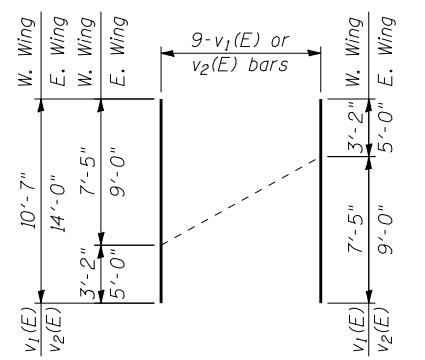 W. Wing
E. Wing
W. Wing
E. Wing
9-v1(E) or
v2(E) bars
W. Wing
E. Wing
10'-7"
14'-0"
7'-5"
9'-0"
3'-2"
5'-0"
3'-2"
5'-0"
7'-5"
9'-0"
v1(E)
v2(E)
v1(E)
v2(E)